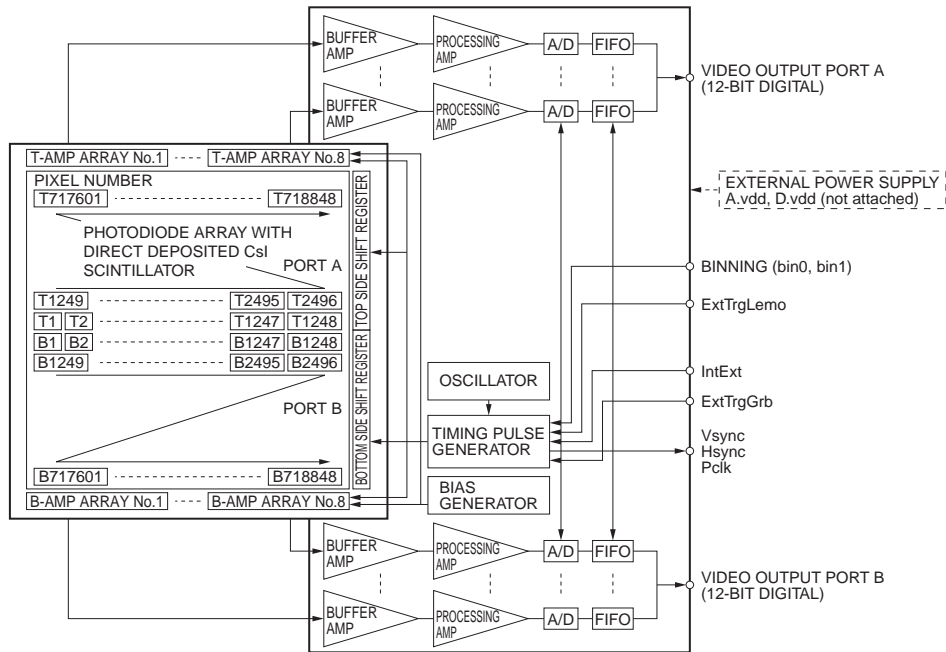 BUFFER
AMP
PROCESSING
AMP
A/D
FIFO
VIDEO OUTPUT PORT A
(12-BIT DIGITAL)
BUFFER
AMP
PROCESSING
AMP
A/D
FIFO
T-AMP ARRAY No.1
T-AMP ARRAY No.8
PIXEL NUMBER
T717601
T718848
PHOTODIODE ARRAY WITH
DIRECT DEPOSITED CsI
SCINTILLATOR
PORT A
TOP SIDE SHIFT REGISTER
EXTERNAL POWER SUPPLY
A.vdd, D.vdd (not attached)
BINNING (bin0, bin1)
ExtTrgLemo
T1249
T2495
T2496
T1
T2
T1247
T1248
B1
B2
B1247
B1248
B1249
B2495
B2496
PORT B
BOTTOM SIDE SHIFT REGISTER
OSCILLATOR
IntExt
ExtTrgGrb
TIMING PULSE
GENERATOR
Vsync
Hsync
Pclk
B717601
B718848
BIAS
GENERATOR
B-AMP ARRAY No.1
B-AMP ARRAY No.8
BUFFER
AMP
PROCESSING
AMP
A/D
FIFO
VIDEO OUTPUT PORT B
(12-BIT DIGITAL)
BUFFER
AMP
PROCESSING
AMP
A/D
FIFO